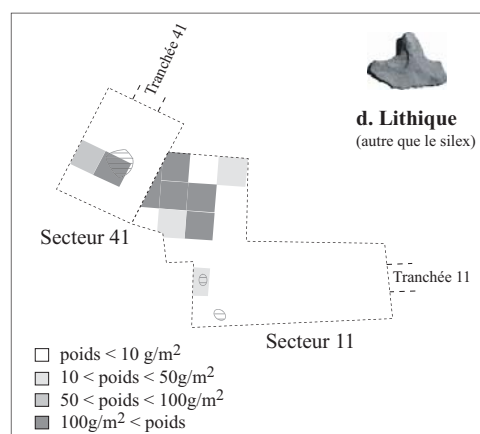 Tranchée 41
d. Lithique
(autre que le silex)
Secteur 41
Tranchée 11
Secteur 11
poids < 10 g/m²
10 < poids < 50g/m²
50 < poids < 100g/m²
100g/m² < poids